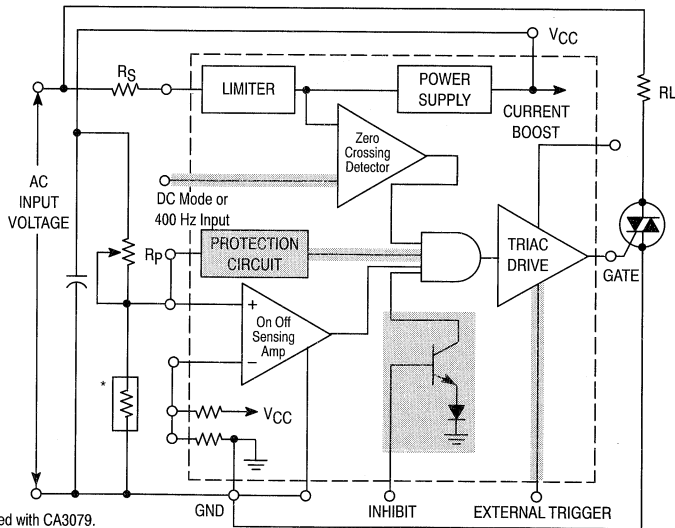 VCC
RS
LIMITER
POWER
SUPPLY
RL
CURRENT
BOOST
Zero
Crossing
Detector
AC
INPUT
VOLTAGE
DC Mode or
400 Hz Input
RP
PROTECTION
CIRCUIT
TRIAC
DRIVE
GATE
+
On Off
Sensing
Amp
−
*
VCC
GND
INHIBIT
EXTERNAL TRIGGER
ed with CA3079.